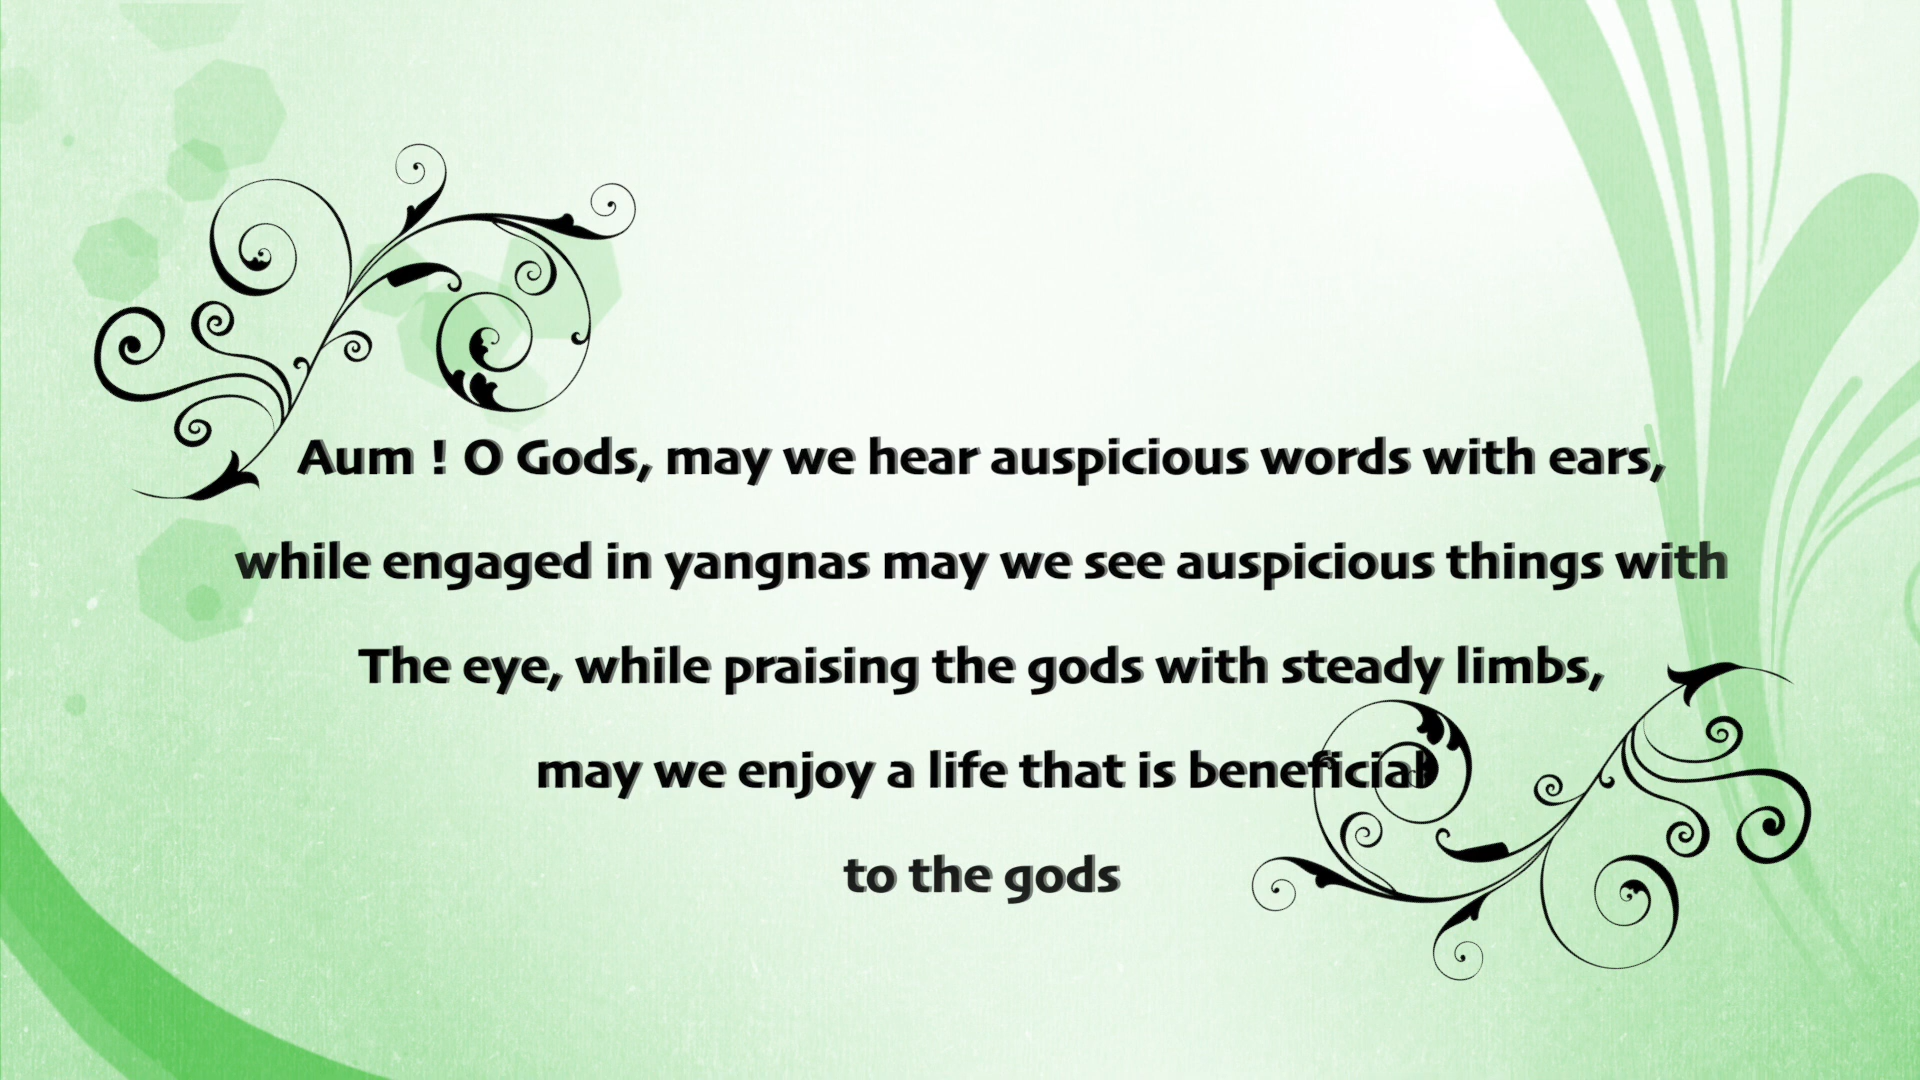 Aum ! O Gods, may we hear auspicious words with ears,
while engaged in yangnas may we see auspicious things with
The eye, while praising the gods with steady limbs,
may we enjoy a life that is beneficial
to the gods